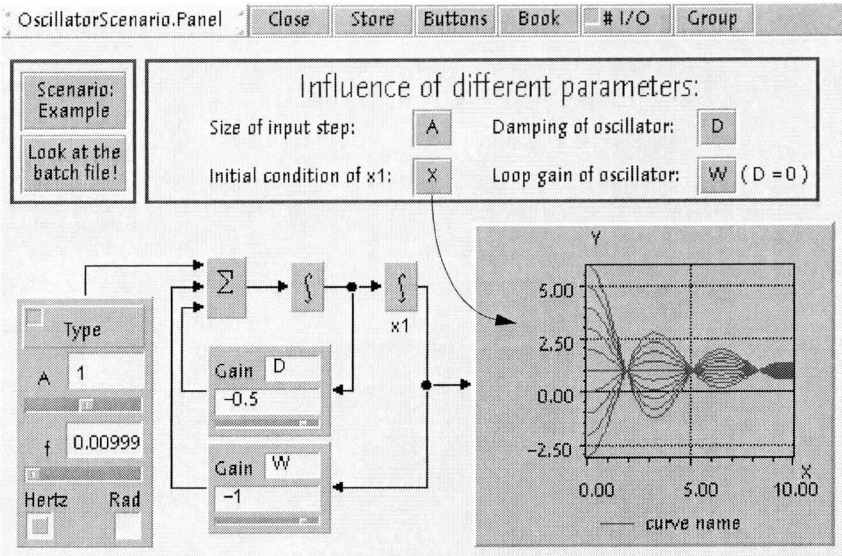 OscillatorScenario.Panel Close Store Buttons Book # I/O Group
Scenario:
Example
Look at the
batch file!
Influence of different parameters:
Size of input step: A Damping of oscillator: D
Initial condition of x1: X Loop gain of oscillator: W ( D =0 )
Type
A 1
f 0,00999
Hertz Rad
Σ ∫ ∫
x1
Gain D
-0.5
Gain W
-1
Y
5.00
2.50
0.00
-2.50
X
0.00 5.00 10.00
curve name